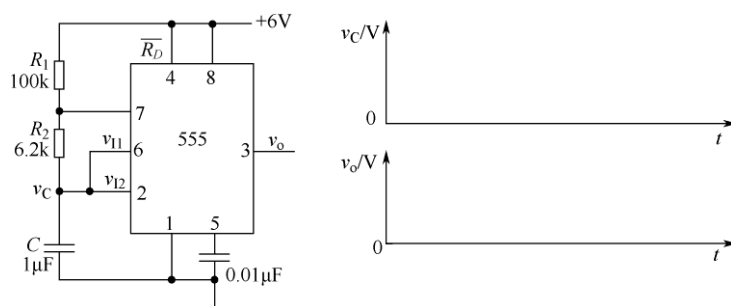 +6V
R₁
100k
R₂
6.2k
v_C
C
1μF
v_I1
v_I2
R̅_D̅
4
8
7
6
2
555
3
1
5
v_o
0.01μF
v_C/V
0
t
v_o/V
0
t